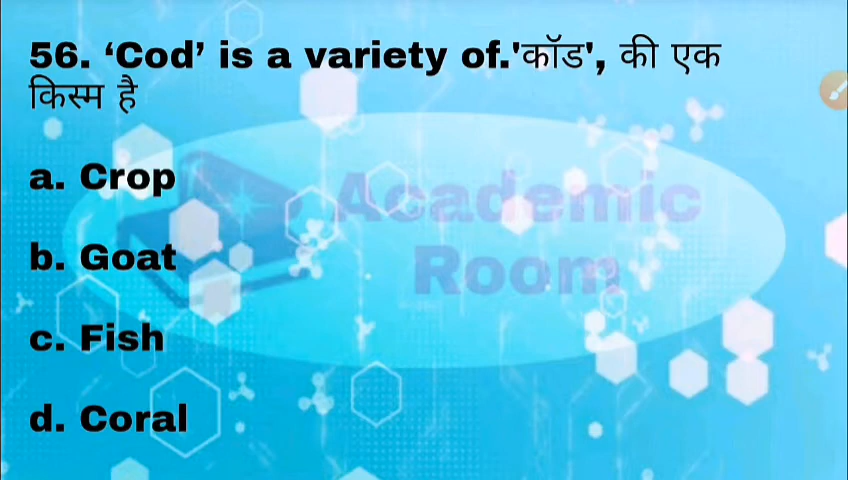 56. ‘Cod’ is a variety of.'कॉड', की एक
किस्म है
a. Crop
Academic
b. Goat
Room
c. Fish
d. Coral